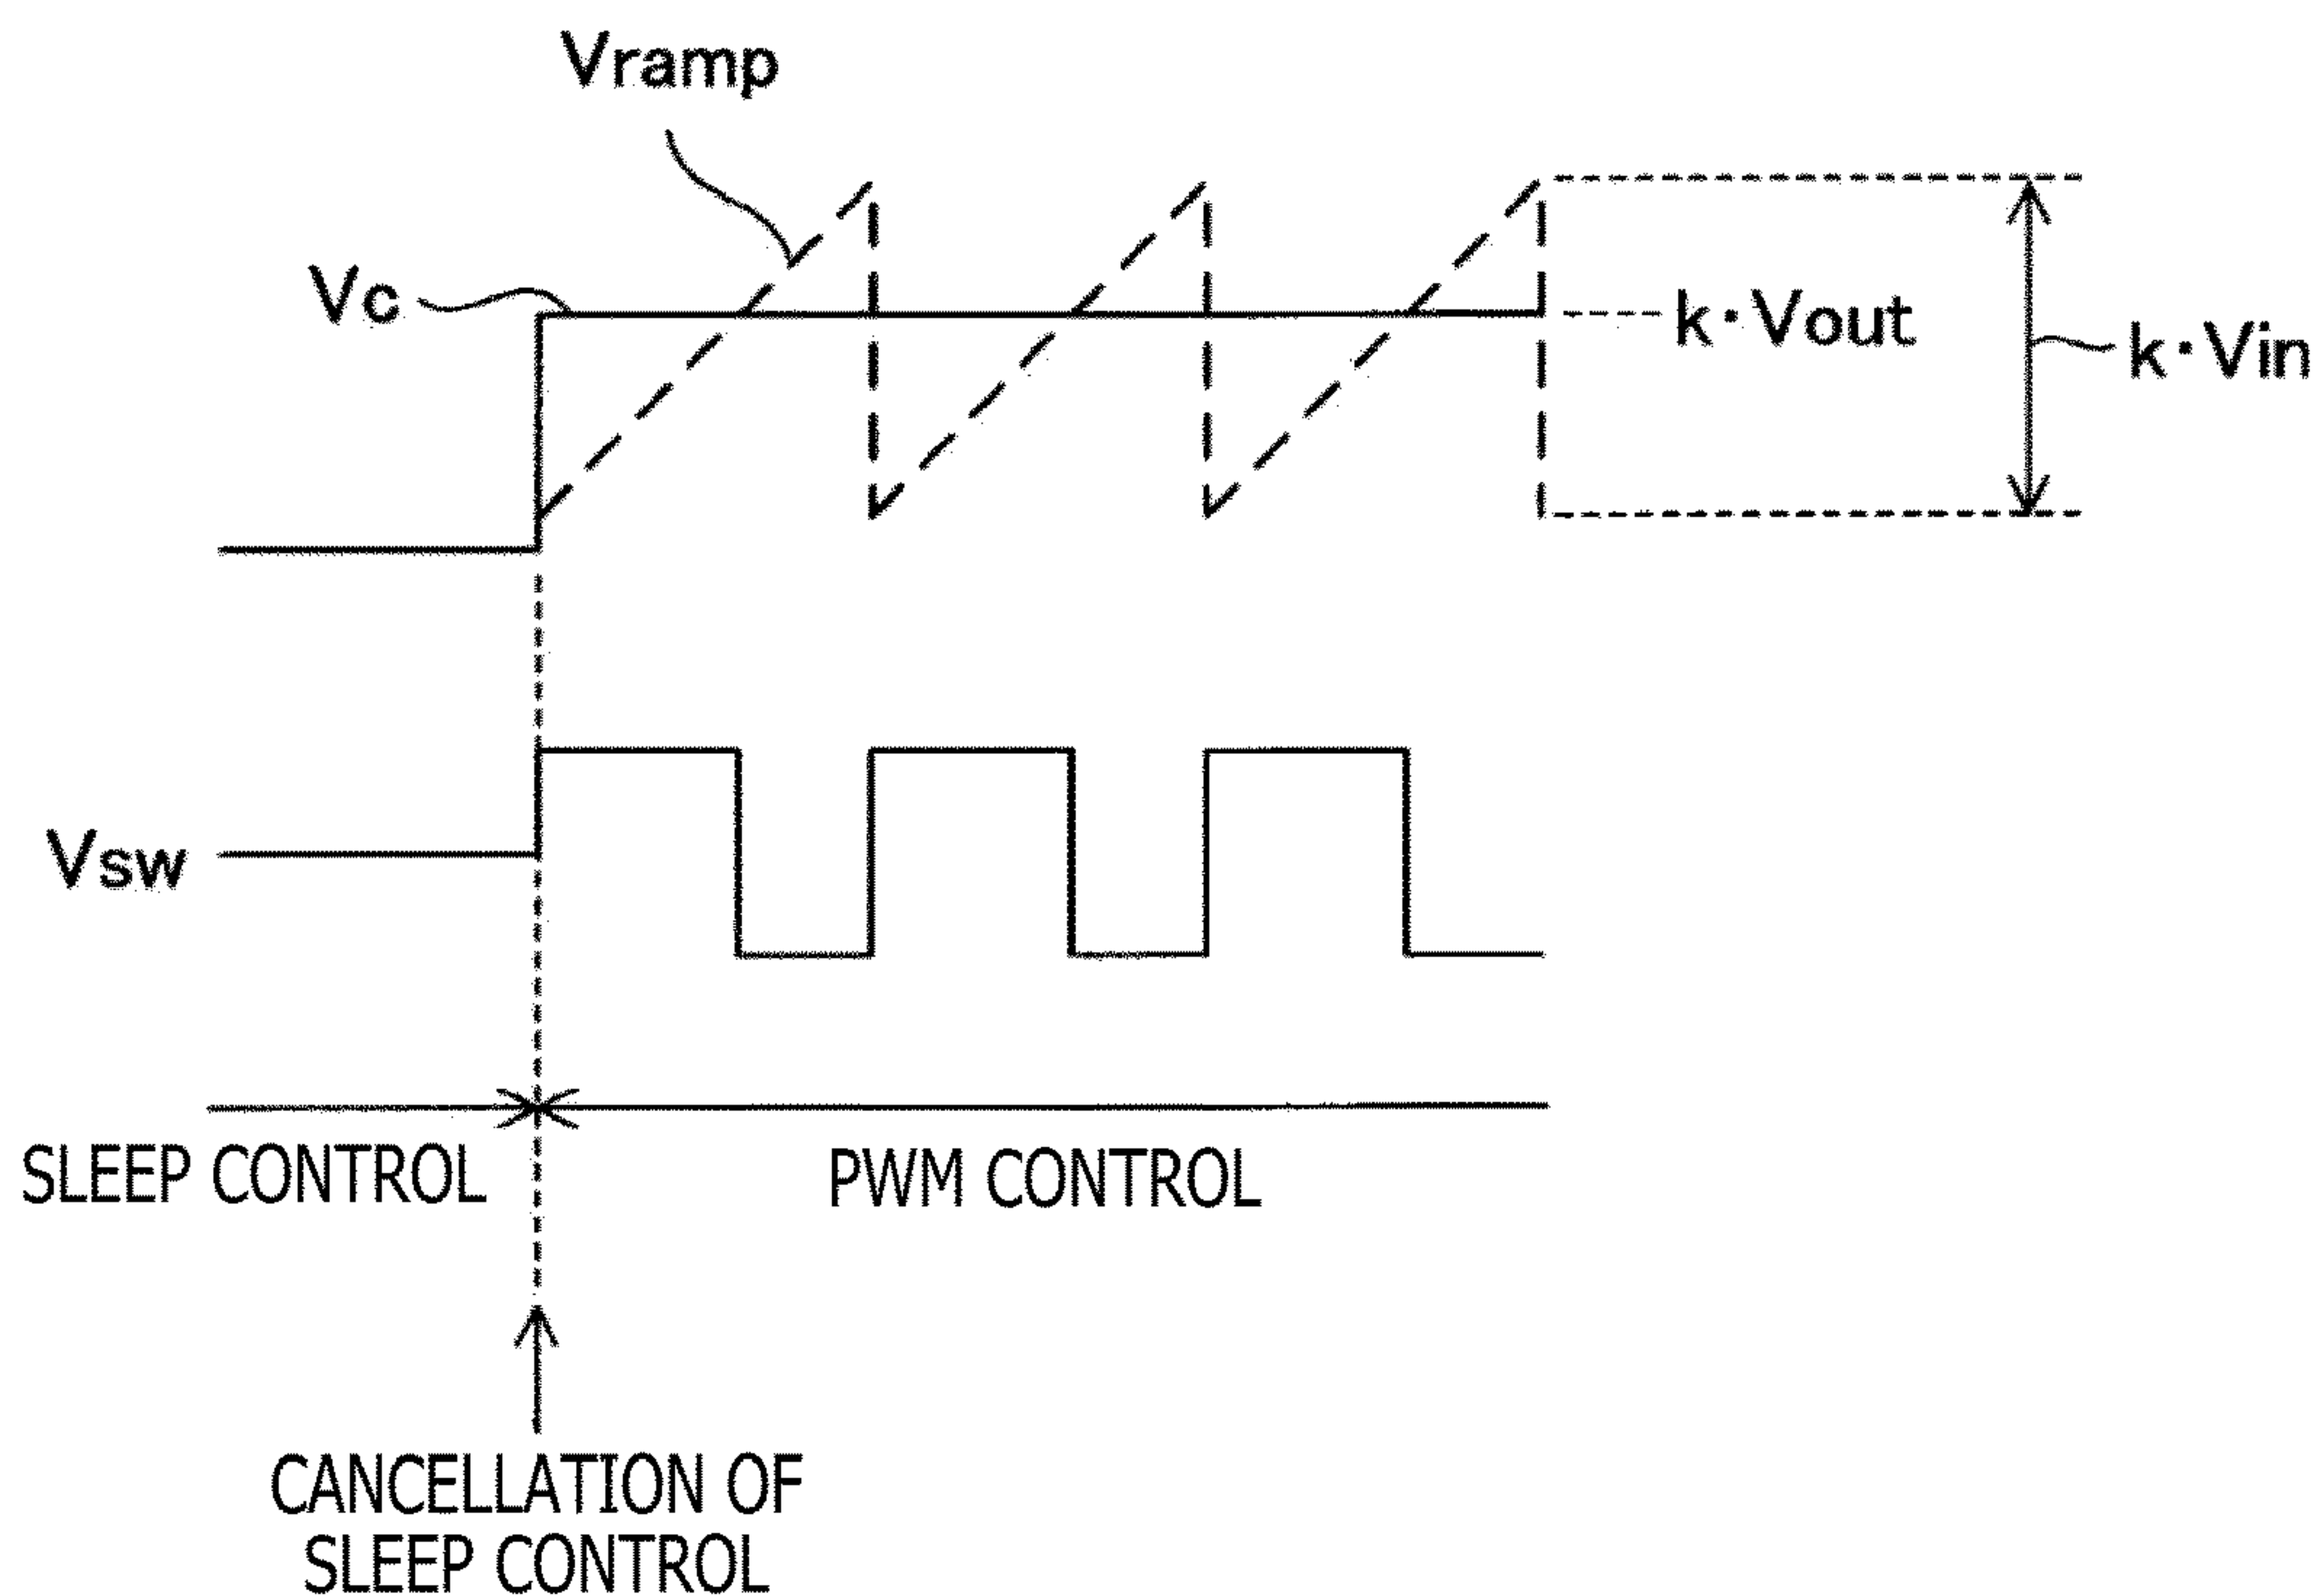 Vramp
Vc
k·Vout
k·Vin
Vsw
SLEEP CONTROL
PWM CONTROL
CANCELLATION OF
SLEEP CONTROL